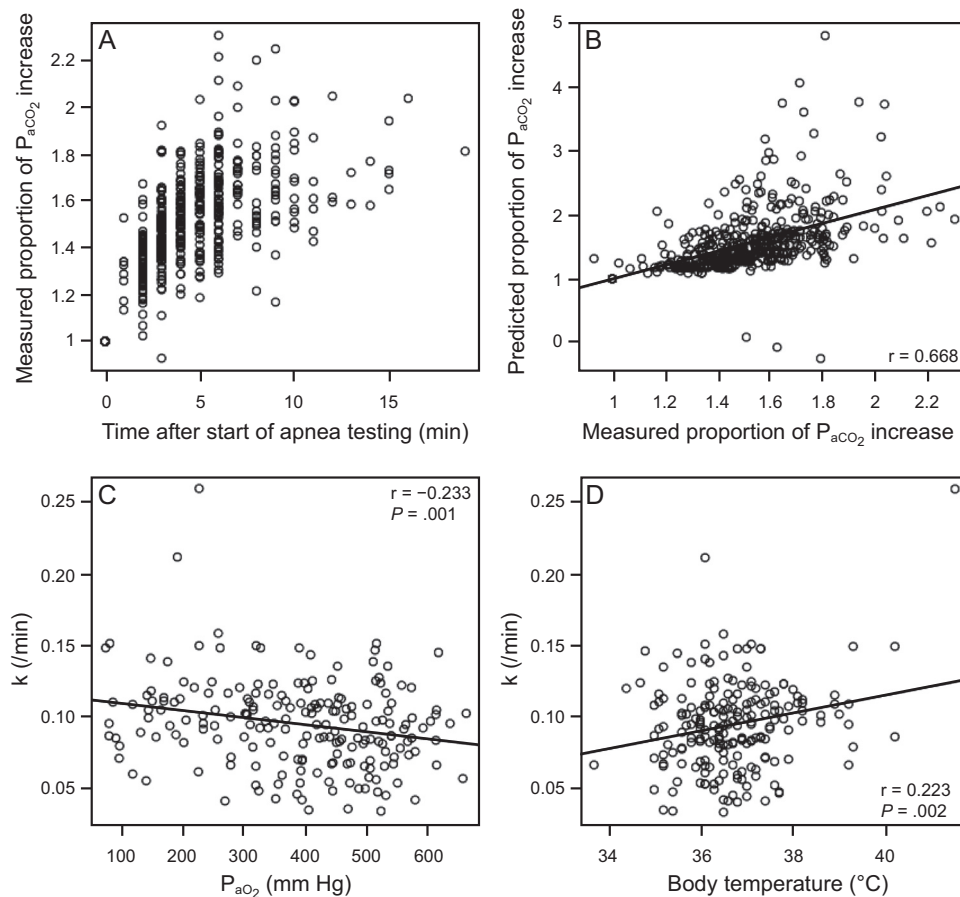 A
Measured proportion of PaCO2 increase
2.2
2
1.8
1.6
1.4
1.2
1
0
5
10
15
Time after start of apnea testing (min)
B
Predicted proportion of PaCO2 increase
5
4
3
2
1
0
r = 0.668
1
1.2
1.4
1.6
1.8
2
2.2
Measured proportion of PaCO2 increase
C
k (/min)
0.25
0.20
0.15
0.10
0.05
r = −0.233
P = .001
100
200
300
400
500
600
PaO2 (mm Hg)
D
k (/min)
0.25
0.20
0.15
0.10
0.05
r = 0.223
P = .002
34
36
38
40
Body temperature (°C)